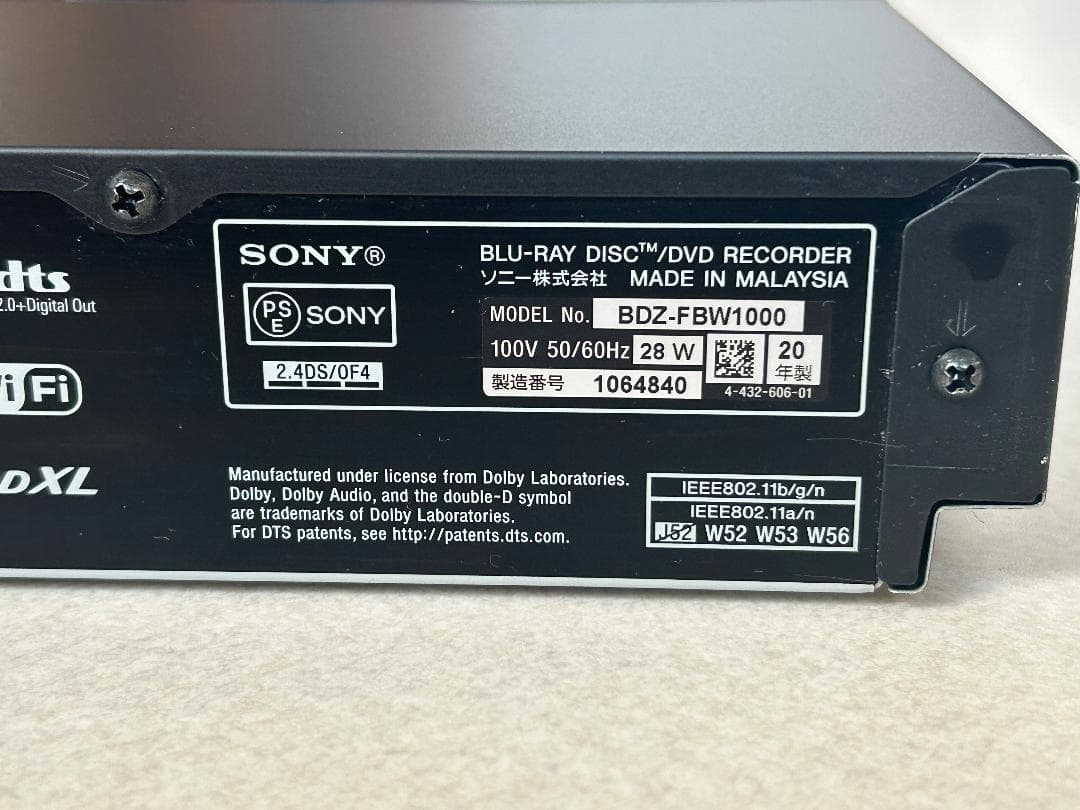 dts
2.0+Digital Out
WiFi
DXL
SONY®
PS
E
SONY
2.4DS/OF4
BLU-RAY DISC™/DVD RECORDER
ソニー株式会社 MADE IN MALAYSIA
MODEL No. BDZ-FBW1000
100V 50/60Hz 28 W
20
年製
製造番号 1064840
4-432-606-01
Manufactured under license from Dolby Laboratories.
Dolby, Dolby Audio, and the double-D symbol
are trademarks of Dolby Laboratories.
For DTS patents, see http://patents.dts.com.
IEEE802.11b/g/n
IEEE802.11a/n
J52 W52 W53 W56